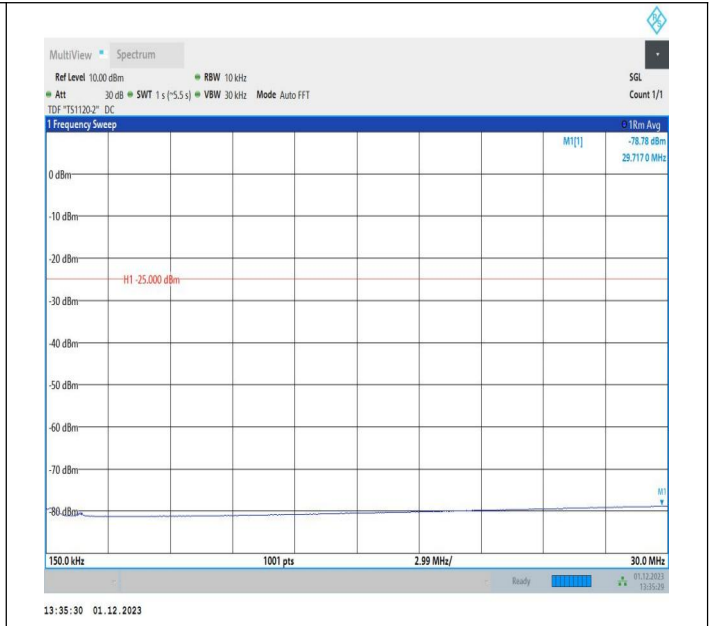 MultiView Spectrum
Ref Level 10.00 dBm RBW 10 kHz SGL
Att 30 dB SWT 1 s (~5.5 s) VBW 30 kHz Mode Auto FFT Count 1/1
TDF "TS1120-2" DC
1 Frequency Sweep 1Rm Avg
M1[1] -78.78 dBm
29.7170 MHz
0 dBm
-10 dBm
-20 dBm
H1 -25.000 dBm
-30 dBm
-40 dBm
-50 dBm
-60 dBm
-70 dBm
M1
-80 dBm
150.0 kHz 1001 pts 2.99 MHz/ 30.0 MHz
Ready 01.12.2023
13:35:29
13:35:30 01.12.2023